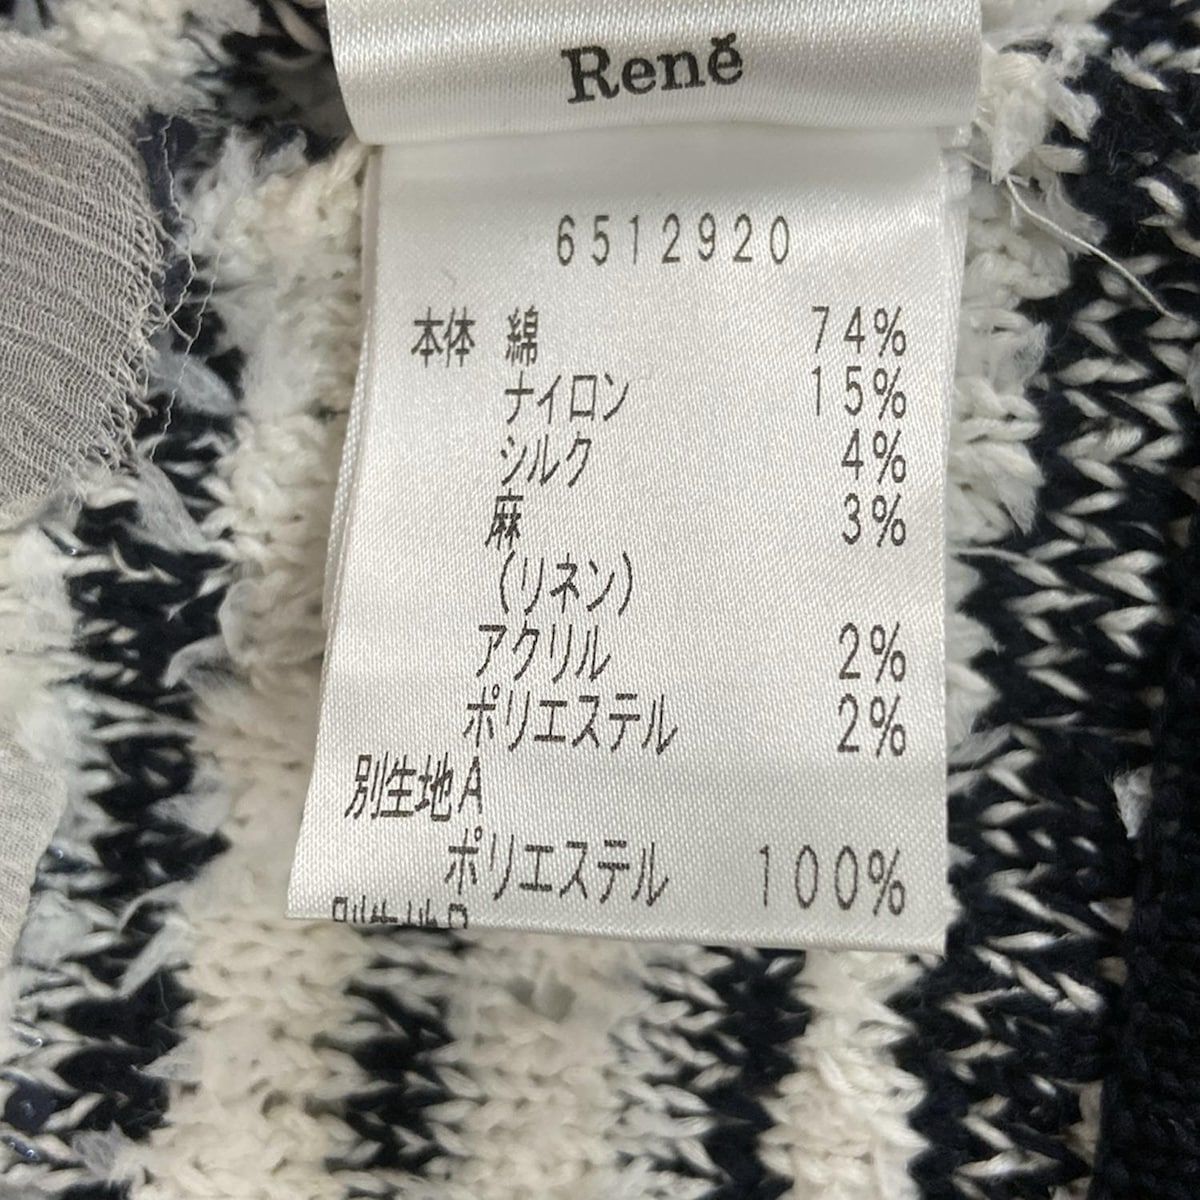 René
6512920
本体 綿 74%
ナイロン 15%
シルク 4%
麻 3%
(リネン)
アクリル 2%
ポリエステル 2%
別生地A
ポリエステル 100%